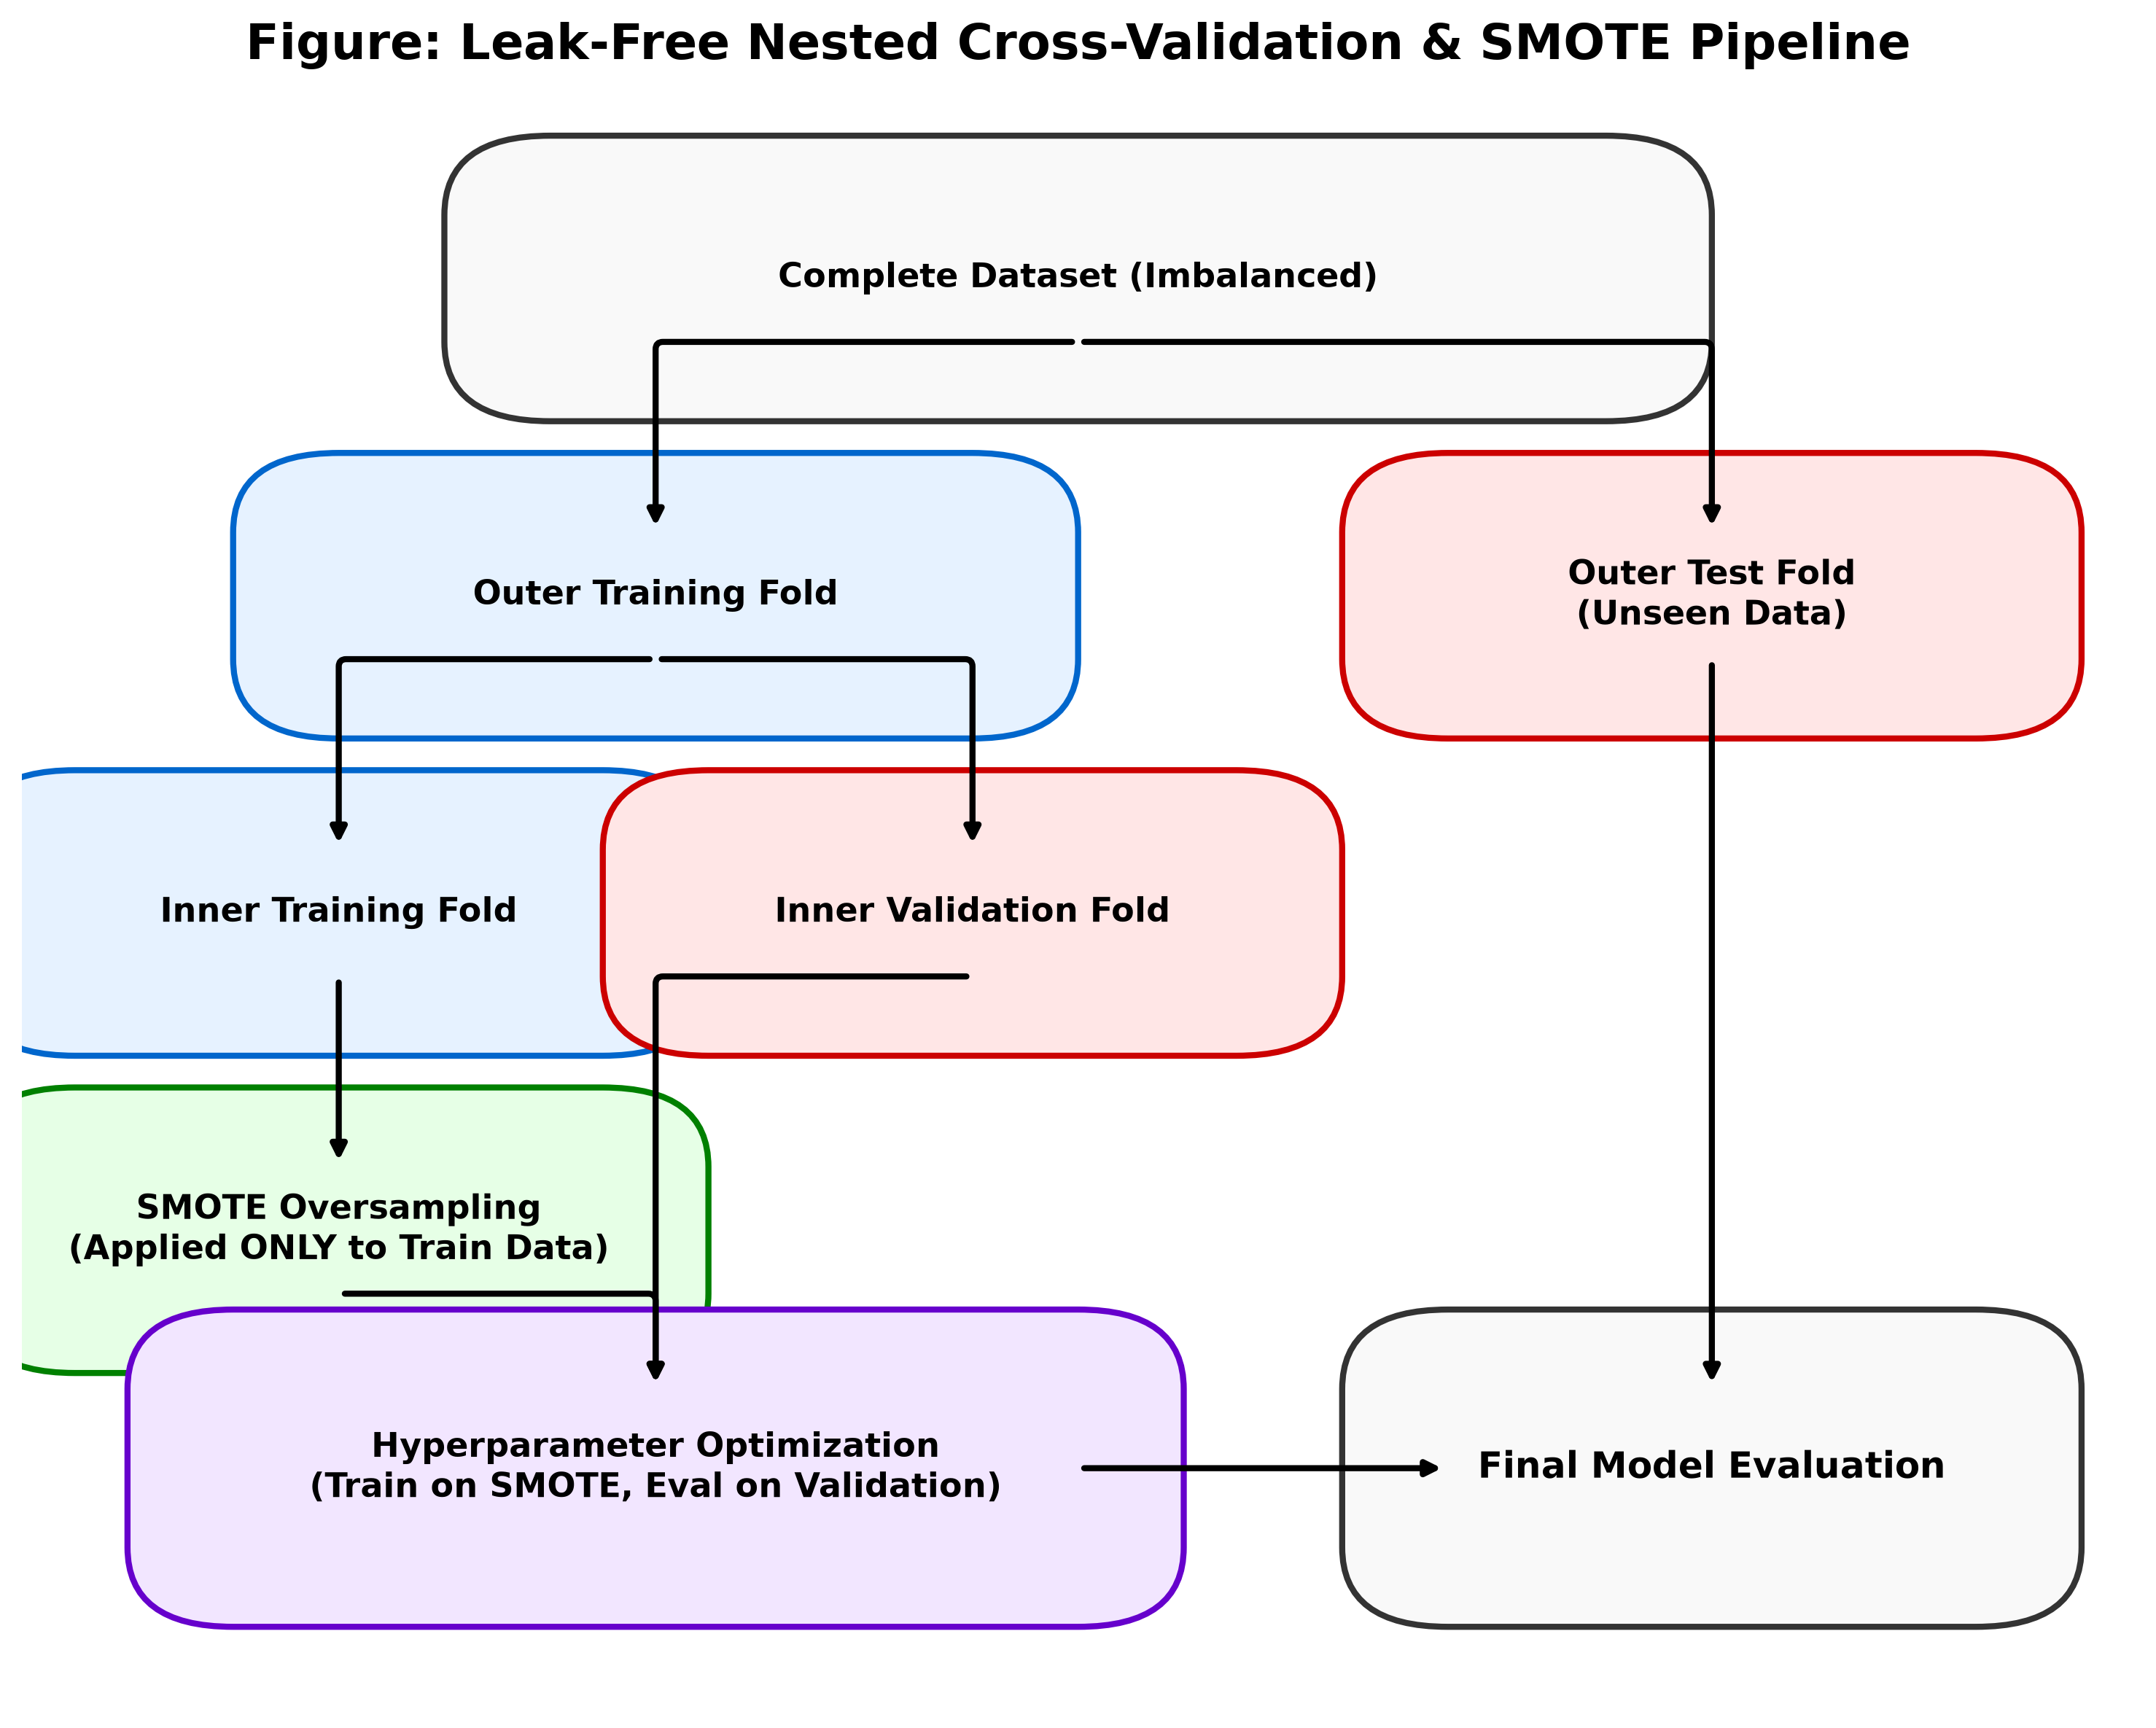 Figure: Leak-Free Nested Cross-Validation & SMOTE Pipeline
Complete Dataset (Imbalanced)
Outer Training Fold
Outer Test Fold
(Unseen Data)
Inner Training Fold
Inner Validation Fold
SMOTE Oversampling
(Applied ONLY to Train Data)
Hyperparameter Optimization
(Train on SMOTE, Eval on Validation)
Final Model Evaluation